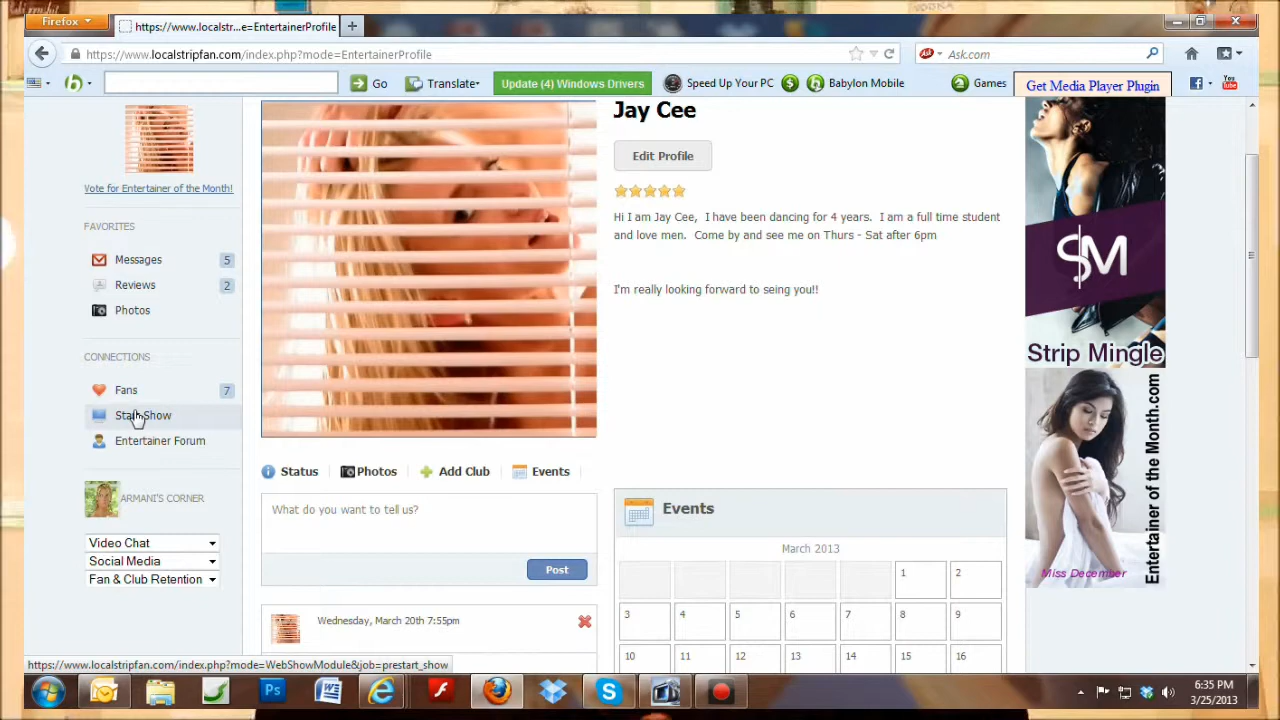 Firefox
https://www.localstr...e=EntertainerProfile
https://www.localstripfan.com/index.php?mode=EntertainerProfile
Ask.com
Go
Translate
Update (4) Windows Drivers
Speed Up Your PC
Babylon Mobile
Games
Get Media Player Plugin
You
Tube
Vote for Entertainer of the Month!
FAVORITES
Messages 5
Reviews 2
Photos
CONNECTIONS
Fans 7
Start Show
Entertainer Forum
ARMANI'S CORNER
Video Chat
Social Media
Fan & Club Retention
Jay Cee
Edit Profile
Hi I am Jay Cee, I have been dancing for 4 years. I am a full time student
and love men. Come by and see me on Thurs - Sat after 6pm
I'm really looking forward to seing you!!
Status
Photos
Add Club
Events
What do you want to tell us?
Post
Wednesday, March 20th 7:55pm
Events
March 2013
1 2
3 4 5 6 7 8 9
10 11 12 13 14 15 16
SM
Strip Mingle
Entertainer of the Month.com
Miss December
https://www.localstripfan.com/index.php?mode=WebShowModule&job=prestart_show
6:35 PM
3/25/2013